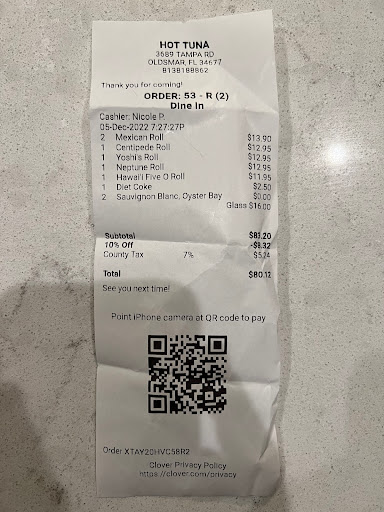 HOT TUNA
3689 TAMPA RD
OLDSMAR, FL 34677
8138188862
Thank you for coming!
ORDER: 53 - R (2)
Dine In
Cashier: Nicole P.
05-Dec-2022 7:27:27P
2 Mexican Roll $13.90
1 Centipede Roll $12.95
1 Yoshi's Roll $12.95
1 Neptune Roll $12.95
1 Hawai'i Five O Roll $11.95
1 Diet Coke $2.50
2 Sauvignon Blanc, Oyster Bay $0.00
Glass $16.00
Subtotal $83.20
10% Off -$8.32
County Tax 7% $5.24
Total $80.12
See you next time!
Point iPhone camera at QR code to pay
Order XTAY20HVC58R2
Clover Privacy Policy
https://clover.com/privacy